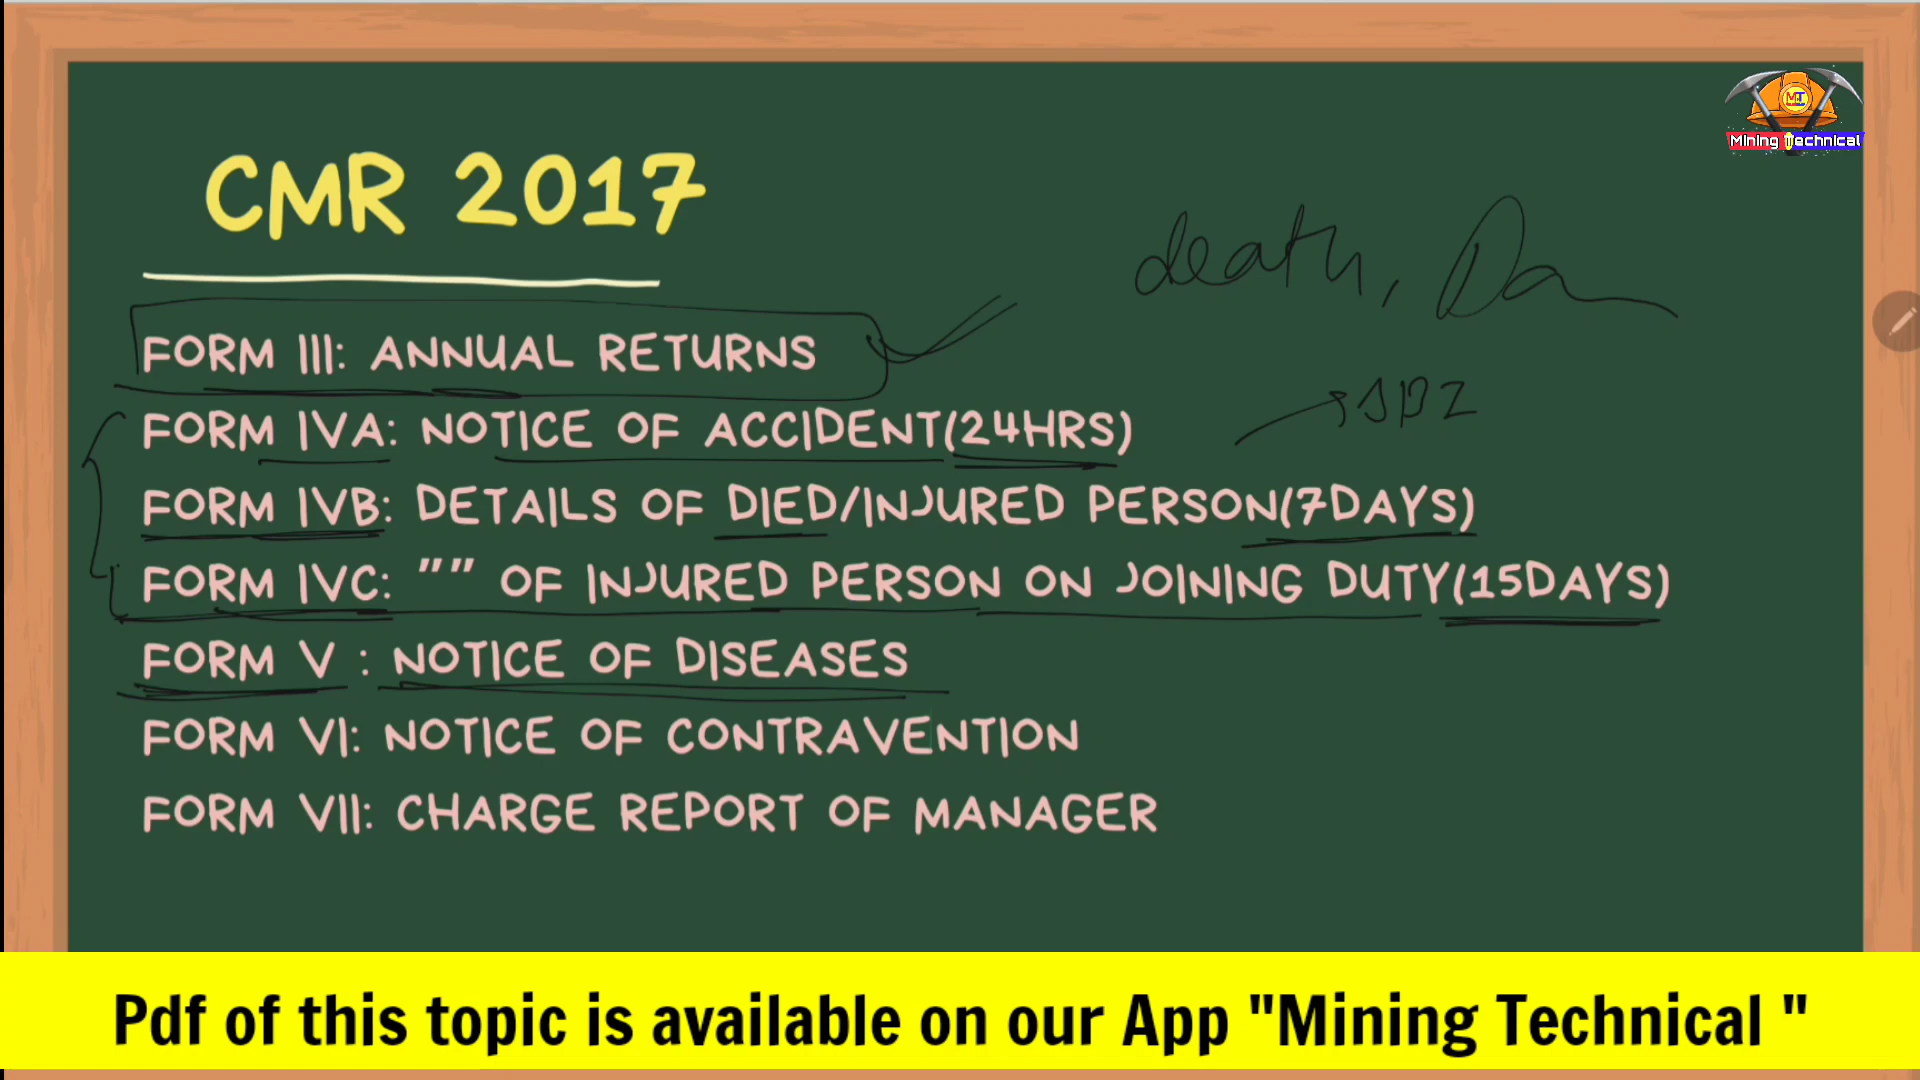 Mining Technical
CMR 2017
death,
FORM III: ANNUAL RETURNS
FORM IVA: NOTICE OF ACCIDENT(24HRS)
FORM IVB: DETAILS OF DIED/INJURED PERSON(7DAYS)
FORM IVC: "" OF INJURED PERSON ON JOINING DUTY(15DAYS)
FORM V : NOTICE OF DISEASES
FORM VI: NOTICE OF CONTRAVENTION
FORM VII: CHARGE REPORT OF MANAGER
Pdf of this topic is available on our App "Mining Technical "